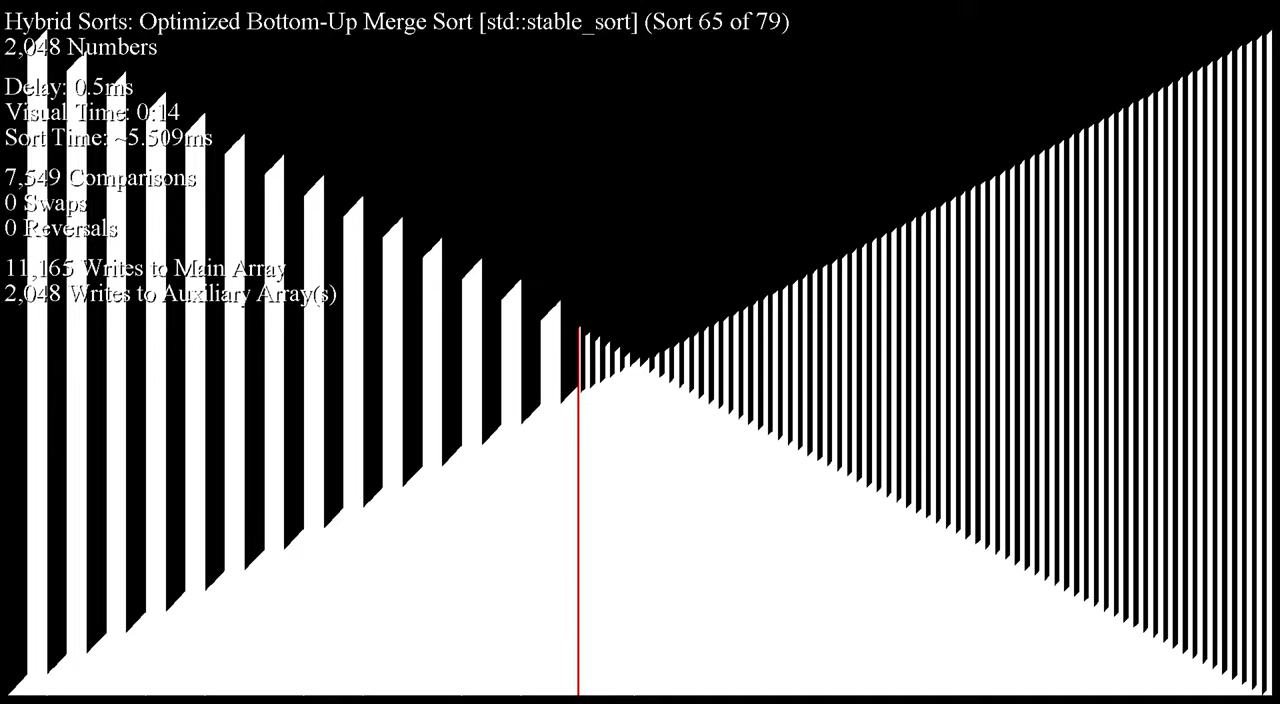 Hybrid Sorts: Optimized Bottom-Up Merge Sort [std::stable_sort] (Sort 65 of 79)
2,048 Numbers
Delay: 0.5ms
Visual Time: 0:14
Sort Time: ~5.509ms
7,549 Comparisons
0 Swaps
0 Reversals
11,165 Writes to Main Array
2,048 Writes to Auxiliary Array(s)